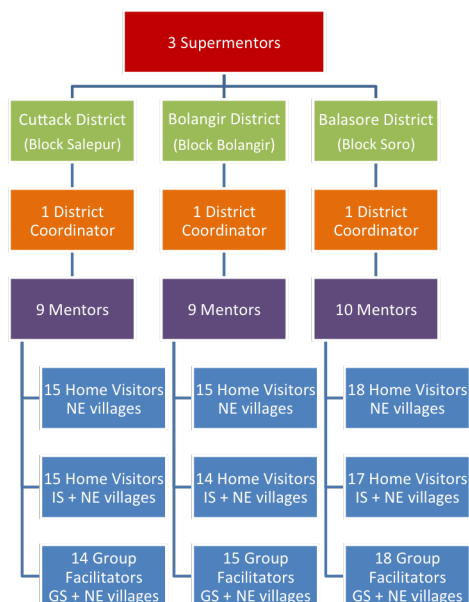 3 Supermentors
Cuttack District
(Block Salepur)
Bolangir District
(Block Bolangir)
Balasore District
(Block Soro)
1 District
Coordinator
1 District
Coordinator
1 District
Coordinator
9 Mentors
9 Mentors
10 Mentors
15 Home Visitors
NE villages
15 Home Visitors
NE villages
18 Home Visitors
NE villages
15 Home Visitors
IS + NE villages
14 Home Visitors
IS + NE villages
17 Home Visitors
IS + NE villages
14 Group
Facilitators
GS + NE villages
15 Group
Facilitators
GS + NE villages
18 Group
Facilitators
GS + NE villages